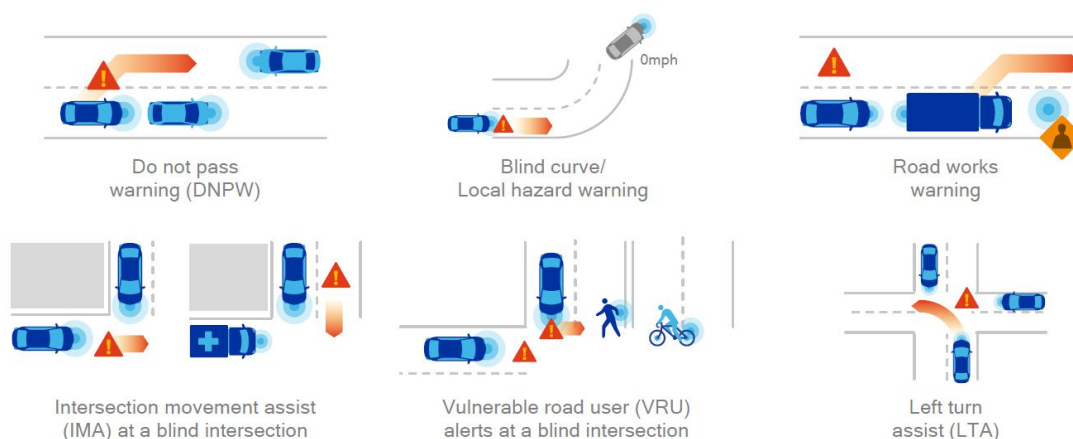 0mph
Do not pass
warning (DNPW)
Blind curve/
Local hazard warning
Road works
warning
Intersection movement assist
(IMA) at a blind intersection
Vulnerable road user (VRU)
alerts at a blind intersection
Left turn
assist (LTA)